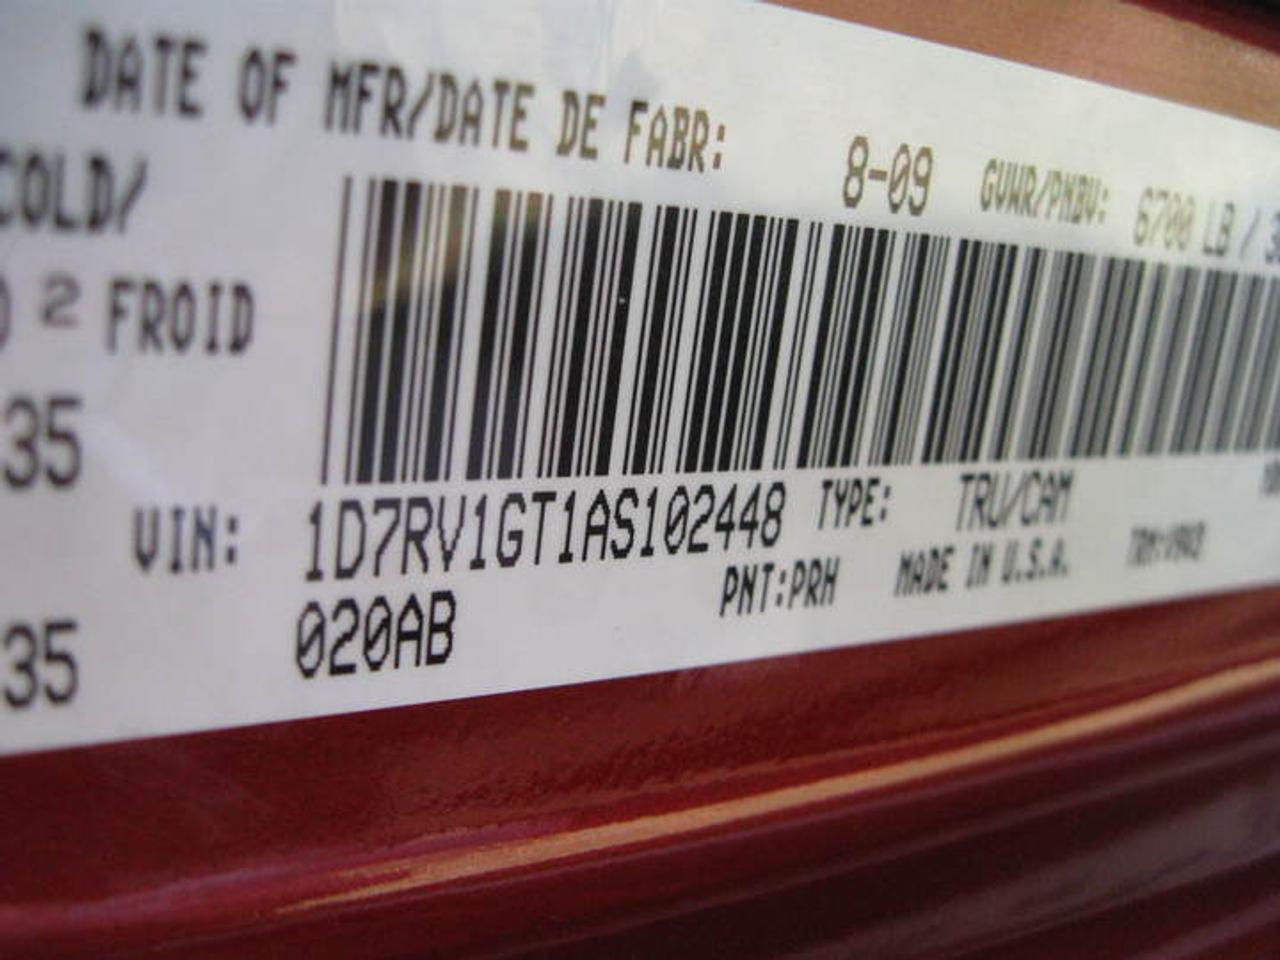 DATE OF MFR/DATE DE FABR: 8-09 GVWR/PNBV: 6700 LB / 3
COLD/
2 FROID
35
VIN: 1D7RV1GT1AS102448 TYPE: TRU/CAM
PNT:PRH MADE IN U.S.A.
020AB
35